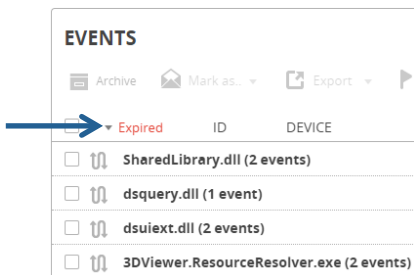 EVENTS
Archive Mark as.. Export
Expired ID DEVICE
SharedLibrary.dll (2 events)
dsquery.dll (1 event)
dsuiext.dll (2 events)
3DViewer.ResourceResolver.exe (2 events)